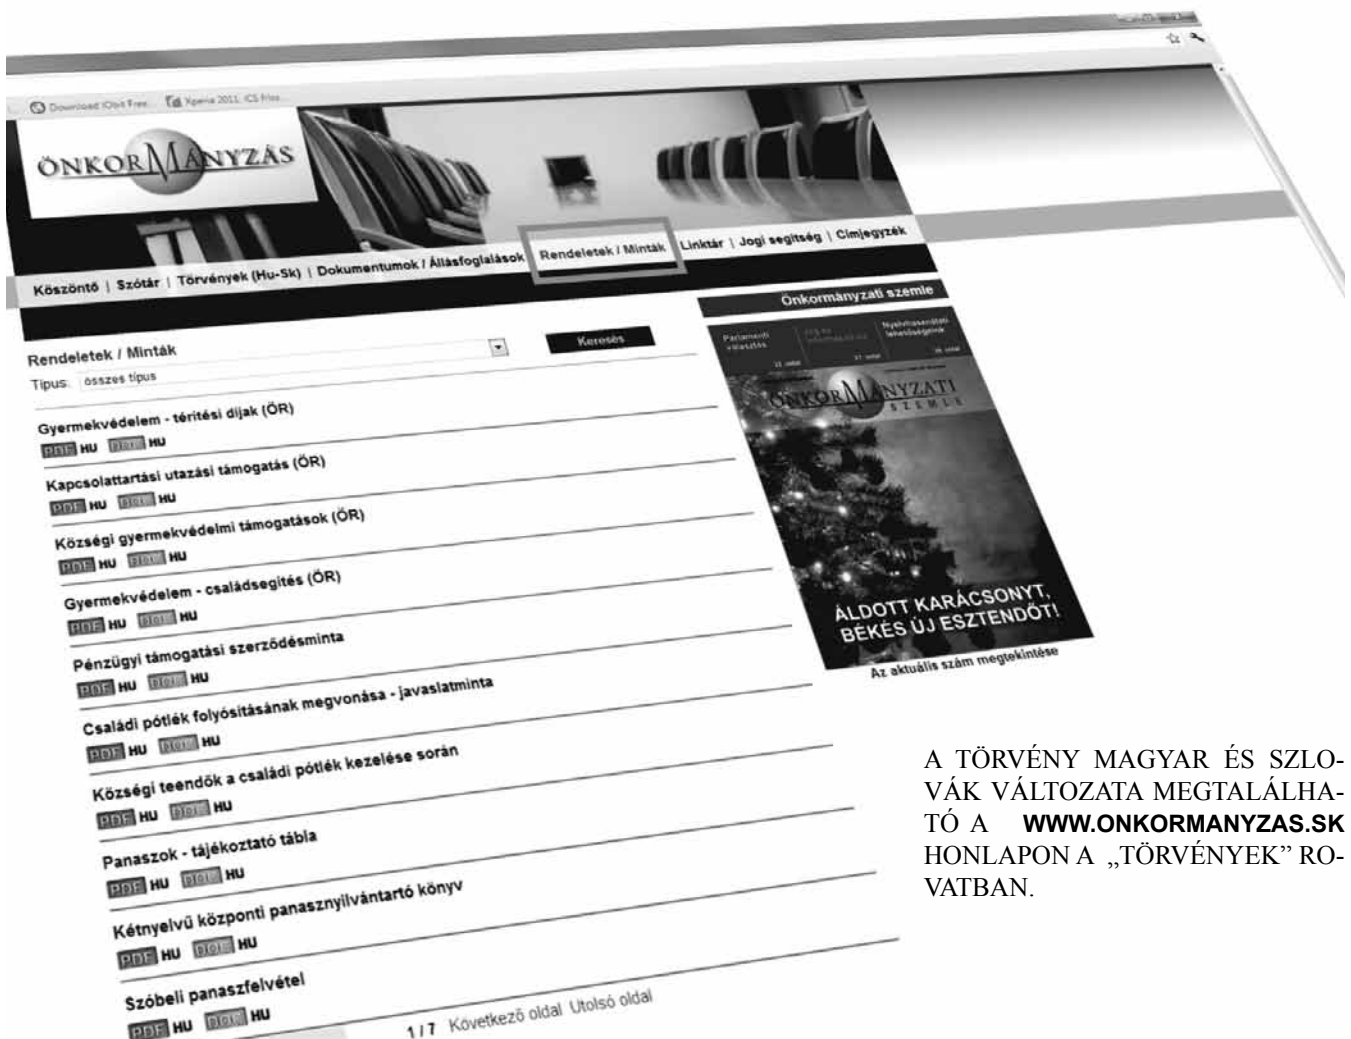 Download IObit Free...
Xperia 2011, ICS friss...
ÖNKORMÁNYZÁS
Köszöntő | Szótár | Törvények (Hu-Sk) | Dokumentumok / Állásfoglalások
Rendeletek / Minták
Linktár | Jogi segítség | Címjegyzék
Önkormányzati szemle
Rendeletek / Minták
Típus: összes típus
Keresés
Gyermekvédelem - térítési díjak (ÖR)
PDF HU DOC HU
Kapcsolattartási utazási támogatás (ÖR)
PDF HU DOC HU
Községi gyermekvédelmi támogatások (ÖR)
PDF HU DOC HU
Gyermekvédelem - családsegítés (ÖR)
PDF HU DOC HU
Pénzügyi támogatási szerződésminta
PDF HU DOC HU
Családi pótlék folyósításának megvonása - javaslatminta
PDF HU DOC HU
Községi teendők a családi pótlék kezelése során
PDF HU DOC HU
Panaszok - tájékoztató tábla
PDF HU DOC HU
Kétnyelvű központi panasznyilvántartó könyv
PDF HU DOC HU
Szóbeli panaszfelvétel
PDF HU DOC HU
1 / 7 Következő oldal Utolsó oldal
Parlamenti
választás
Nyelvhasználati
lehetőségeink
ÖNKORMÁNYZATI
SZEMLE
ÁLDOTT KARÁCSONYT,
BÉKÉS ÚJ ESZTENDŐT!
Az aktuális szám megtekintése
A TÖRVÉNY MAGYAR ÉS SZLO-
VÁK VÁLTOZATA MEGTALÁLHA-
TÓ A WWW.ONKORMANYZAS.SK
HONLAPON A „TÖRVÉNYEK” RO-
VATBAN.